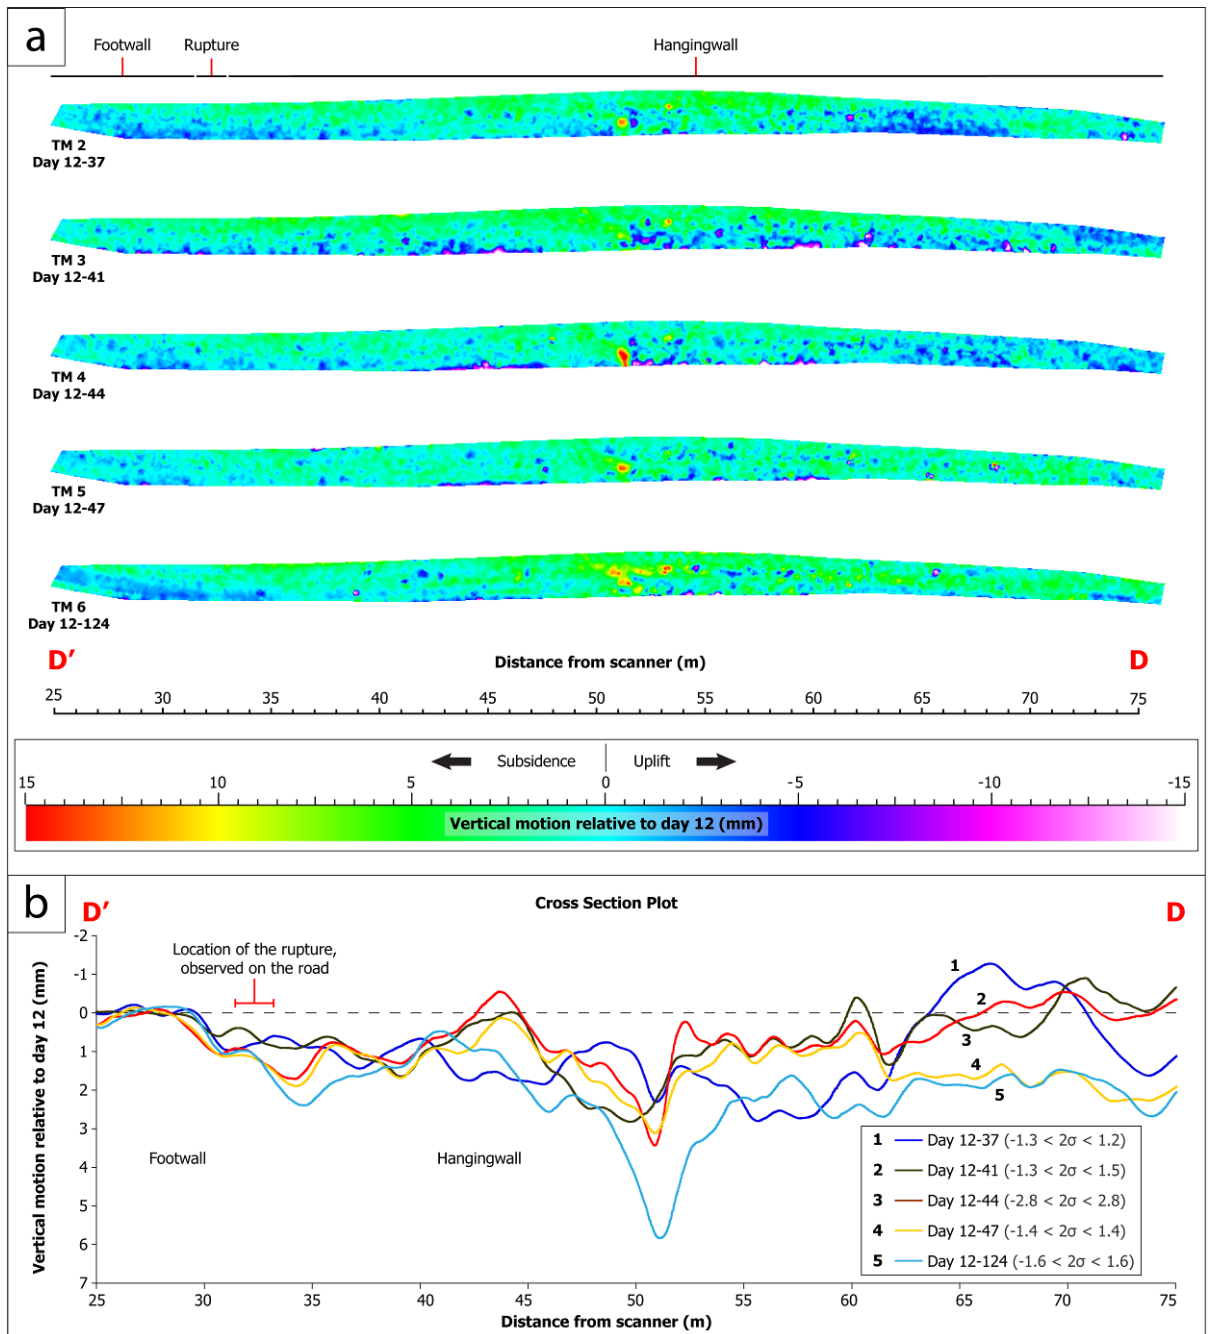 a
Footwall Rupture Hangingwall
TM 2
Day 12-37
TM 3
Day 12-41
TM 4
Day 12-44
TM 5
Day 12-47
TM 6
Day 12-124
D’ Distance from scanner (m) D
25 30 35 40 45 50 55 60 65 70 75
Subsidence Uplift
15 10 5 0 -5 -10 -15
Vertical motion relative to day 12 (mm)
b
D’ Cross Section Plot D
Location of the rupture,
observed on the road
Vertical motion relative to day 12 (mm)
-2
-1
0
1
2
3
4
5
6
7
1
2
3
4
5
Footwall Hangingwall
1 Day 12-37 (-1.3 < 2σ < 1.2)
2 Day 12-41 (-1.3 < 2σ < 1.5)
3 Day 12-44 (-2.8 < 2σ < 2.8)
4 Day 12-47 (-1.4 < 2σ < 1.4)
5 Day 12-124 (-1.6 < 2σ < 1.6)
25 30 35 40 45 50 55 60 65 70 75
Distance from scanner (m)